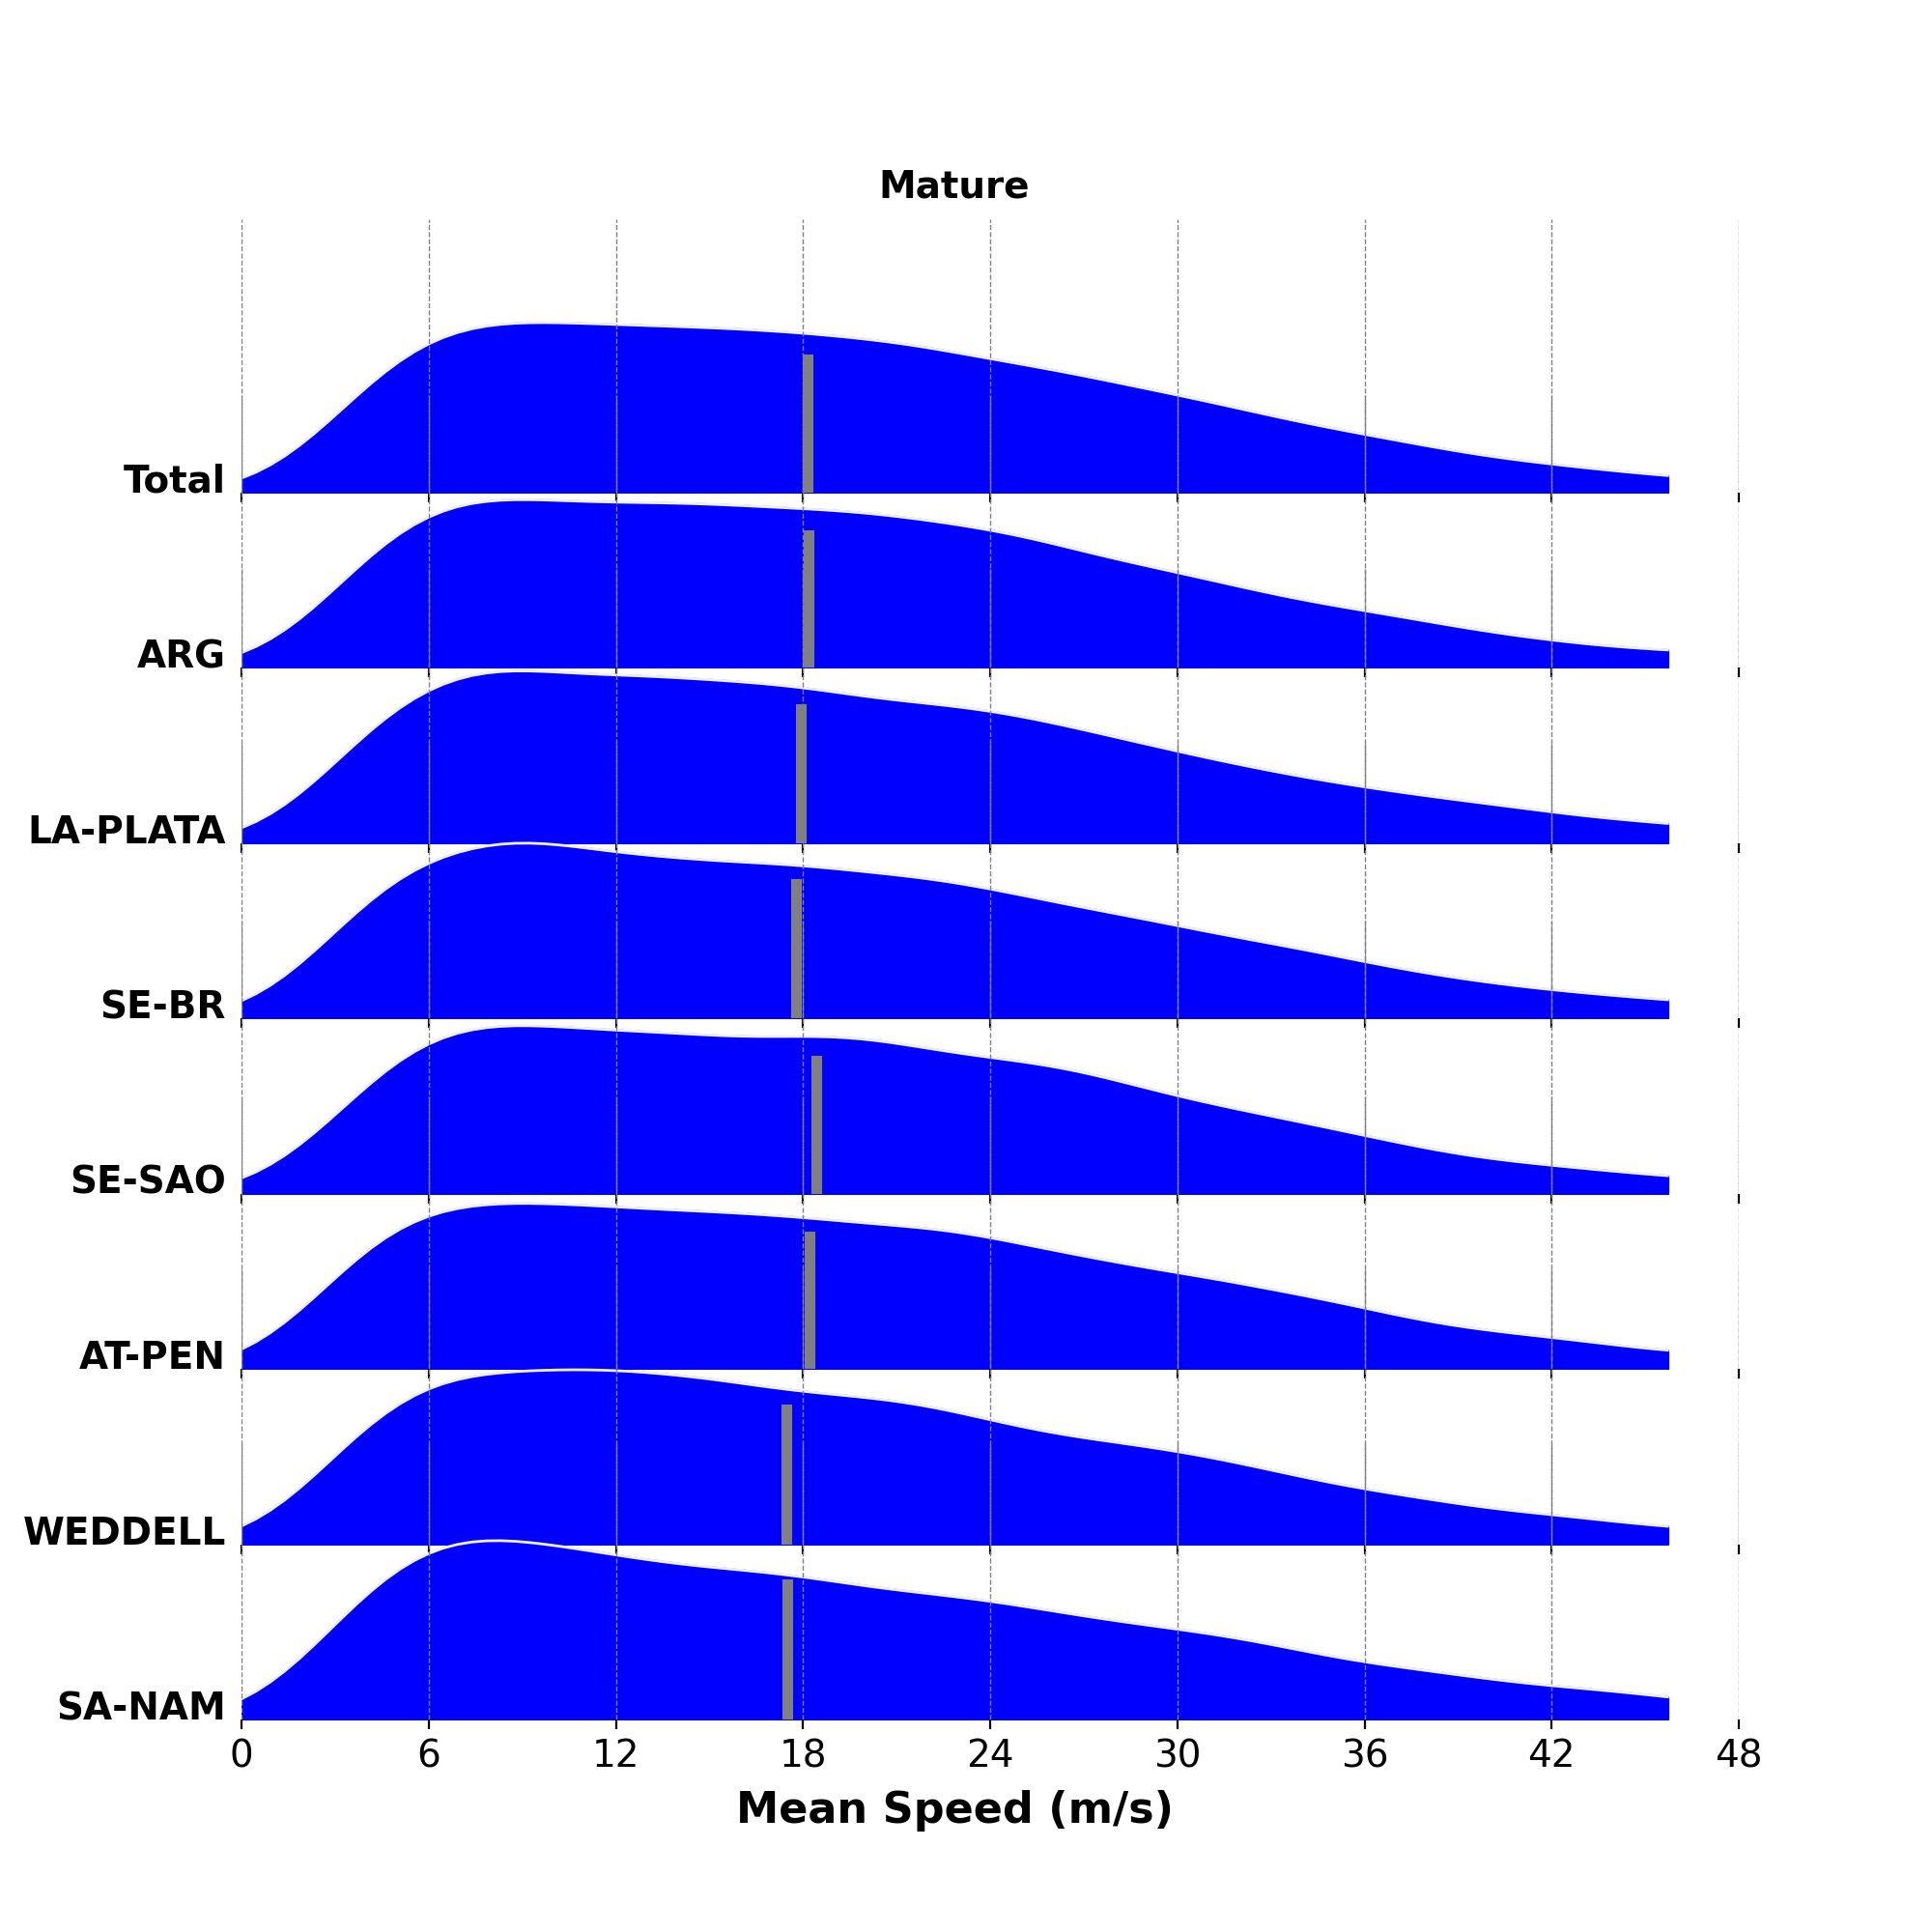 Mature
Total
ARG
LA-PLATA
SE-BR
SE-SAO
AT-PEN
WEDDELL
SA-NAM
0 6 12 18 24 30 36 42 48
Mean Speed (m/s)